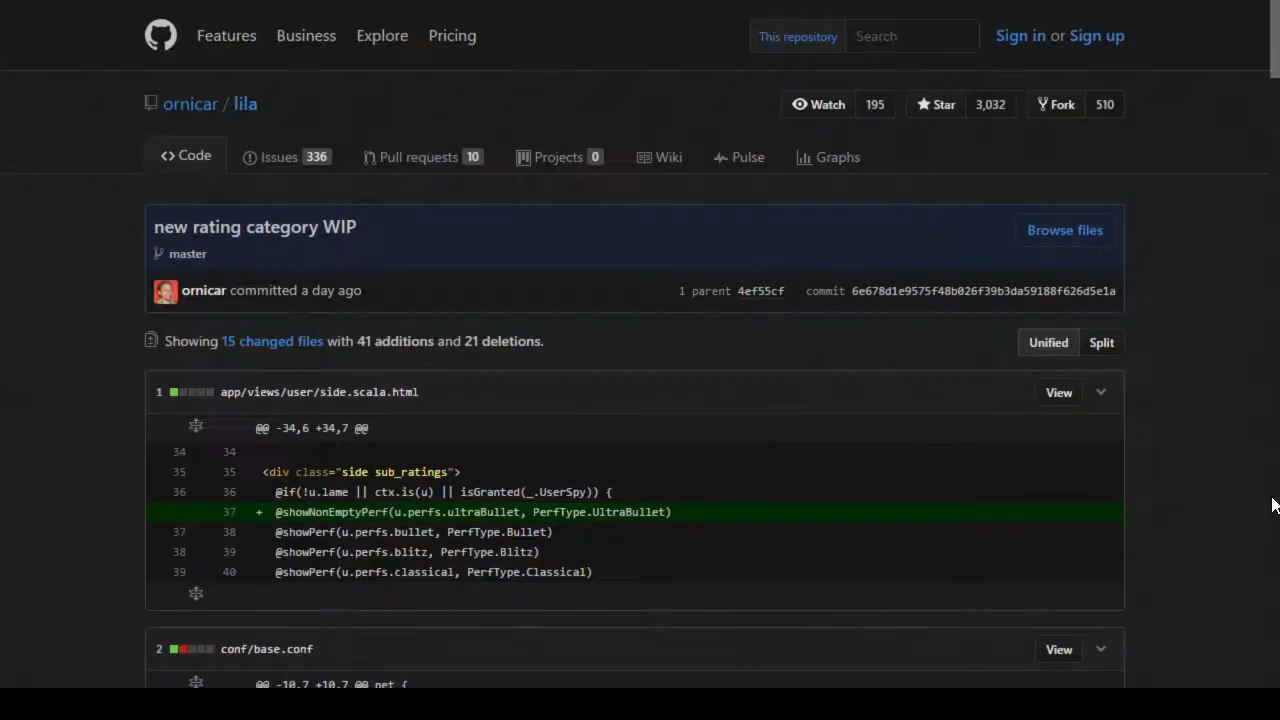 Features Business Explore Pricing This repository Search Sign in or Sign up
ornicar / lila Watch 195 Star 3,032 Fork 510
Code Issues 336 Pull requests 10 Projects 0 Wiki Pulse Graphs
new rating category WIP Browse files
master
ornicar committed a day ago 1 parent 4ef55cf commit 6e678d1e9575f48b026f39b3da59188f626d5e1a
Showing 15 changed files with 41 additions and 21 deletions. Unified Split
1 app/views/user/side.scala.html View
@@ -34,6 +34,7 @@
34 34
35 35 <div class="side sub_ratings">
36 36 @if(!u.lame || ctx.is(u) || isGranted(_.UserSpy)) {
37 + @showNonEmptyPerf(u.perfs.ultraBullet, PerfType.UltraBullet)
37 38 @showPerf(u.perfs.bullet, PerfType.Bullet)
38 39 @showPerf(u.perfs.blitz, PerfType.Blitz)
39 40 @showPerf(u.perfs.classical, PerfType.Classical)
2 conf/base.conf View
@@ -10,7 +10,7 @@ net {